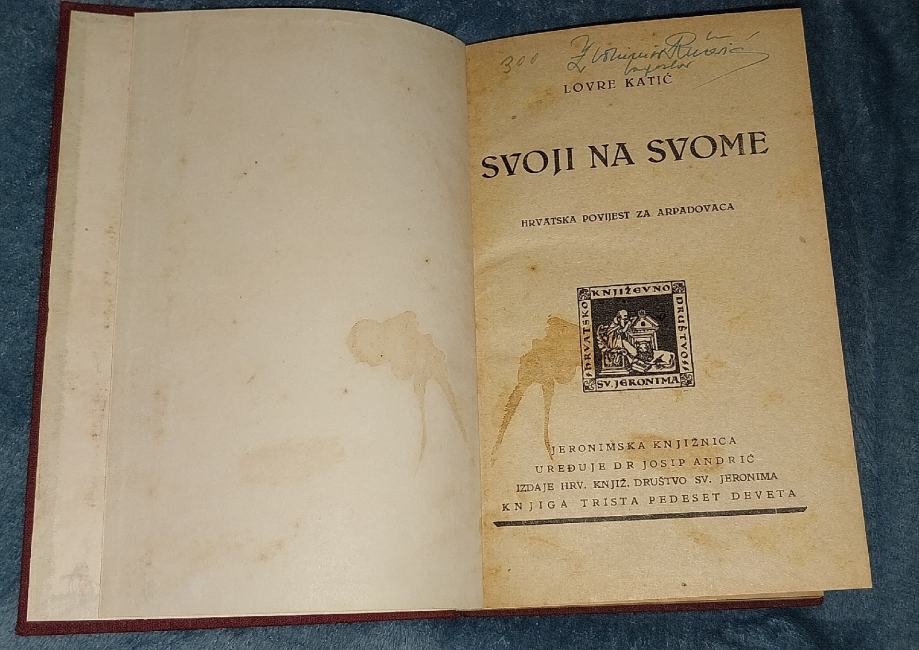 300
LOVRE KATIĆ
SVOJI NA SVOME
HRVATSKA POVIJEST ZA ARPADOVACA
HRVATSKO KNJIŽEVNO DRUŠTVO
SV. JERONIMA
JERONIMSKA KNJIŽNICA
UREĐUJE DR JOSIP ANDRIĆ
IZDAJE HRV. KNJIŽ. DRUŠTVO SV. JERONIMA
KNJIGA TRISTA PEDESET DEVETA